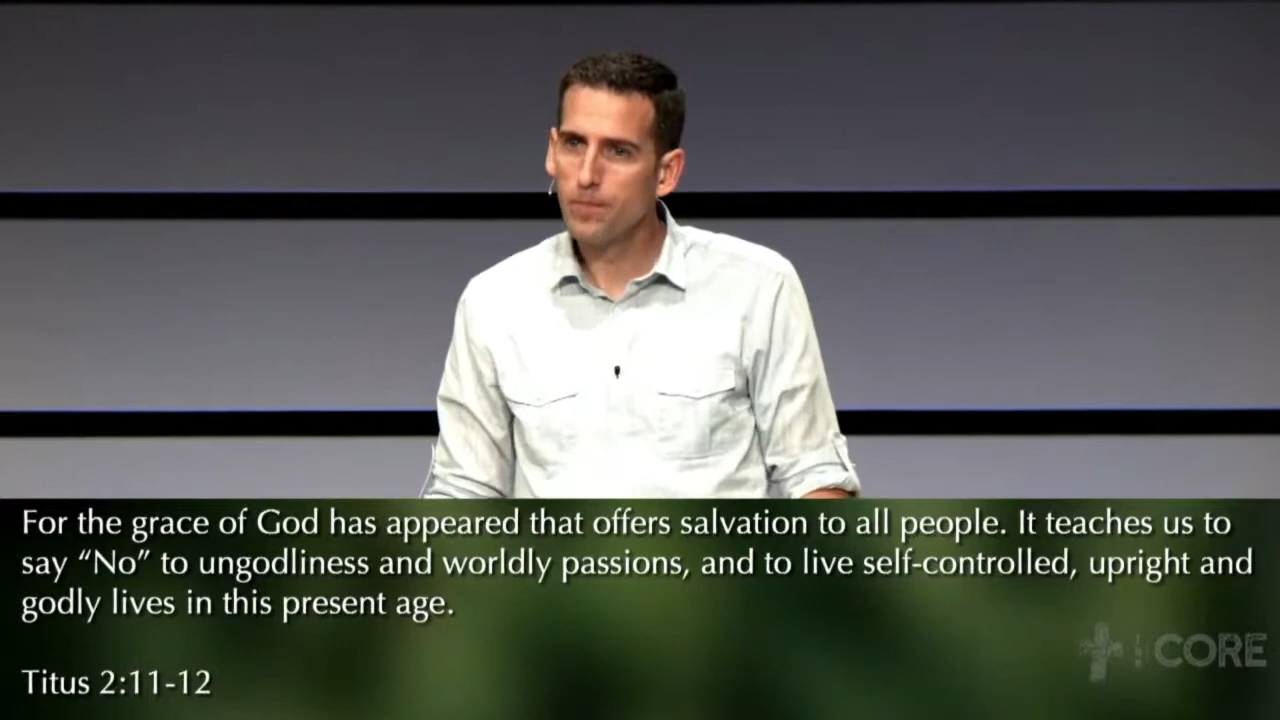 For the grace of God has appeared that offers salvation to all people. It teaches us to
say “No” to ungodliness and worldly passions, and to live self-controlled, upright and
godly lives in this present age.
Titus 2:11-12
CORE